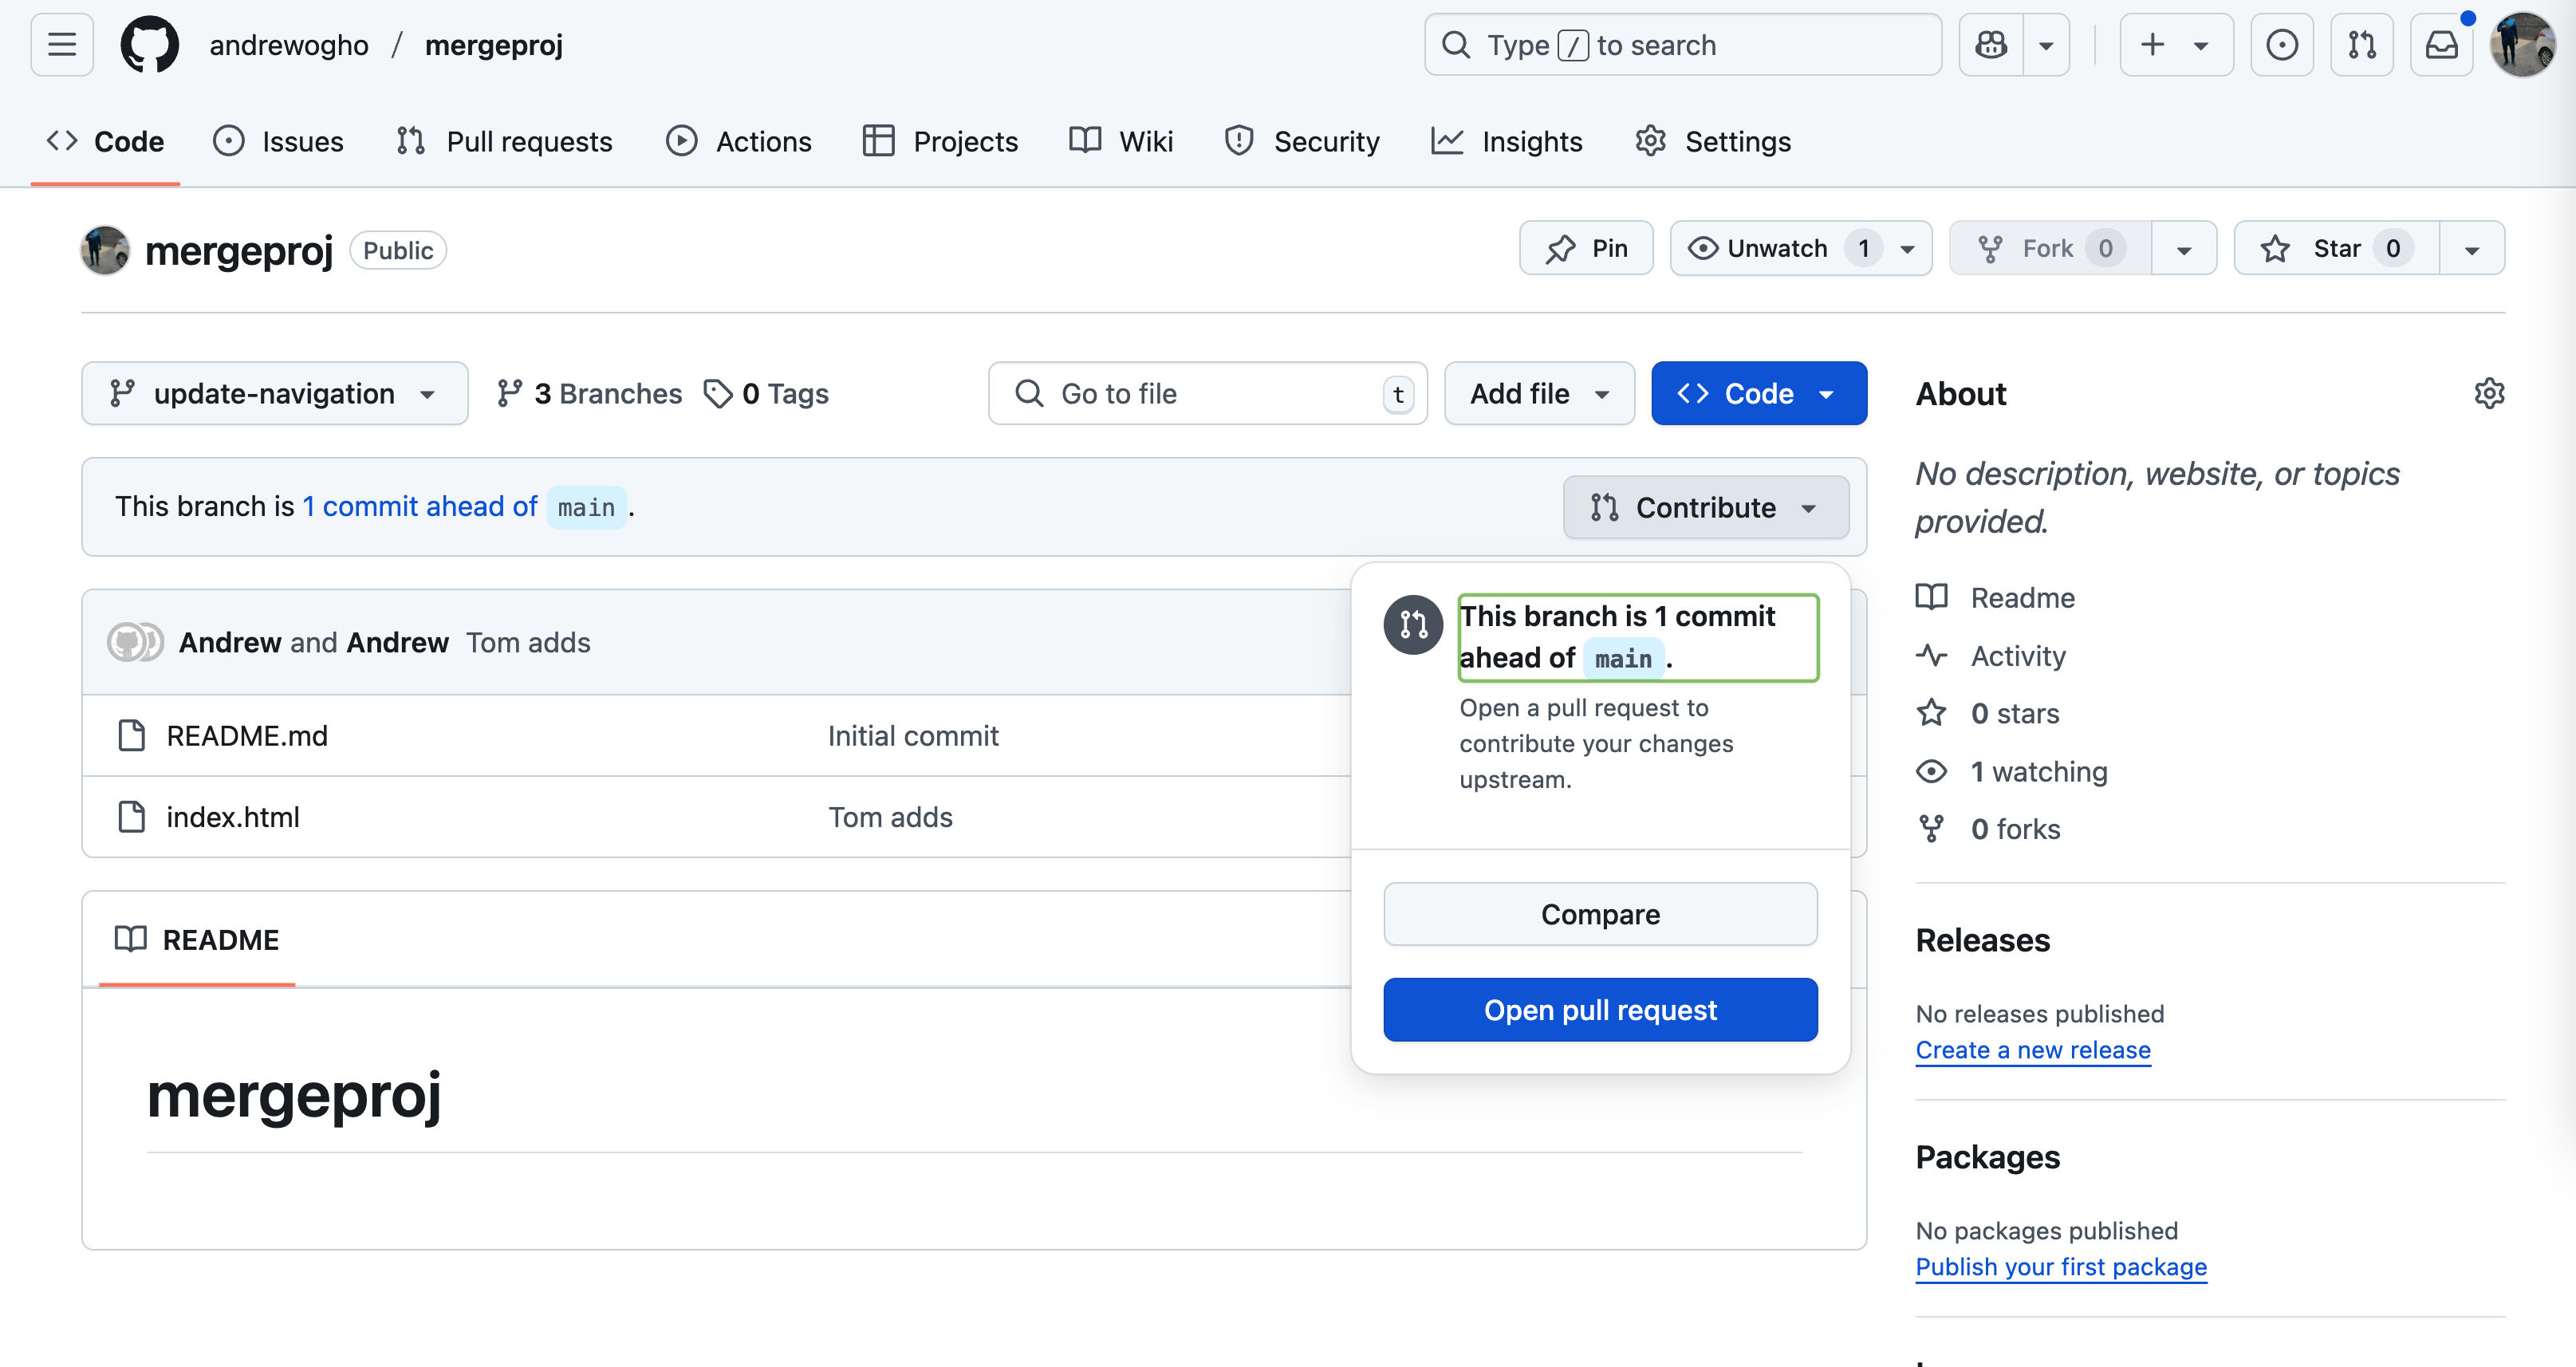 andrewogho / mergeproj
Type / to search
Code
Issues
Pull requests
Actions
Projects
Wiki
Security
Insights
Settings
mergeproj Public
Pin
Unwatch 1
Fork 0
Star 0
update-navigation
3 Branches
0 Tags
Go to file t
Add file
Code
This branch is 1 commit ahead of main .
Contribute
This branch is 1 commit
ahead of main .
Open a pull request to
contribute your changes
upstream.
Compare
Open pull request
Andrew and Andrew Tom adds
README.md Initial commit
index.html Tom adds
README
mergeproj
About
No description, website, or topics
provided.
Readme
Activity
0 stars
1 watching
0 forks
Releases
No releases published
Create a new release
Packages
No packages published
Publish your first package